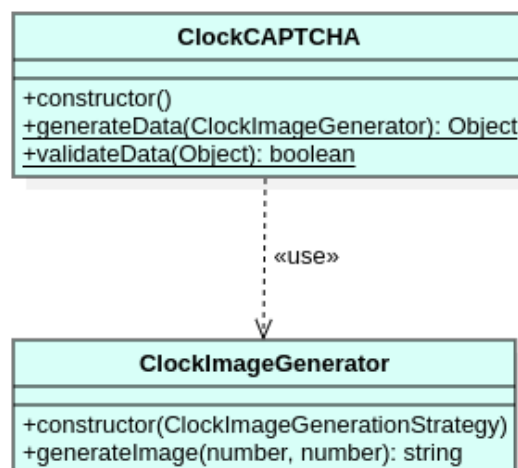 ClockCAPTCHA
+constructor()
+generateData(ClockImageGenerator): Object
+validateData(Object): boolean
«use»
ClockImageGenerator
+constructor(ClockImageGenerationStrategy)
+generateImage(number, number): string